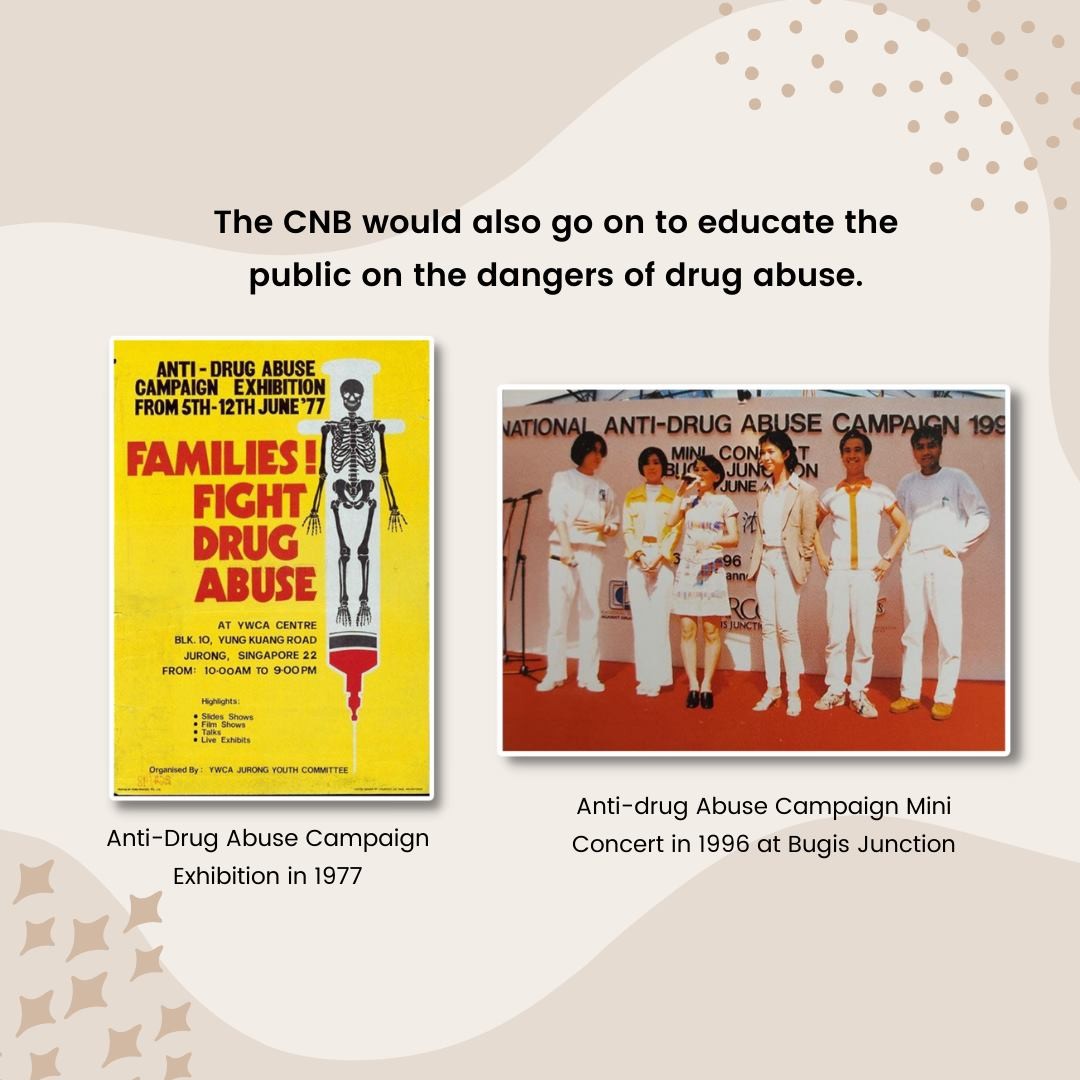 The CNB would also go on to educate the
public on the dangers of drug abuse.
ANTI-DRUG ABUSE
CAMPAIGN EXHIBITION
FROM 5TH-12TH JUNE '77
FAMILIES!
FIGHT
DRUG
ABUSE
AT YWCA CENTRE
BLK. 10, YUNG KUANG ROAD
JURONG, SINGAPORE 22
FROM: 10·00AM TO 9·00PM
Highlights:
• Slides Shows
• Film Shows
• Talks
• Live Exhibits
Organised By: YWCA JURONG YOUTH COMMITTEE
Anti-Drug Abuse Campaign
Exhibition in 1977
NATIONAL ANTI-DRUG ABUSE CAMPAIGN 199
MINI CONCERT
BUGIS JUNCTION
JUNE
Anti-drug Abuse Campaign Mini
Concert in 1996 at Bugis Junction